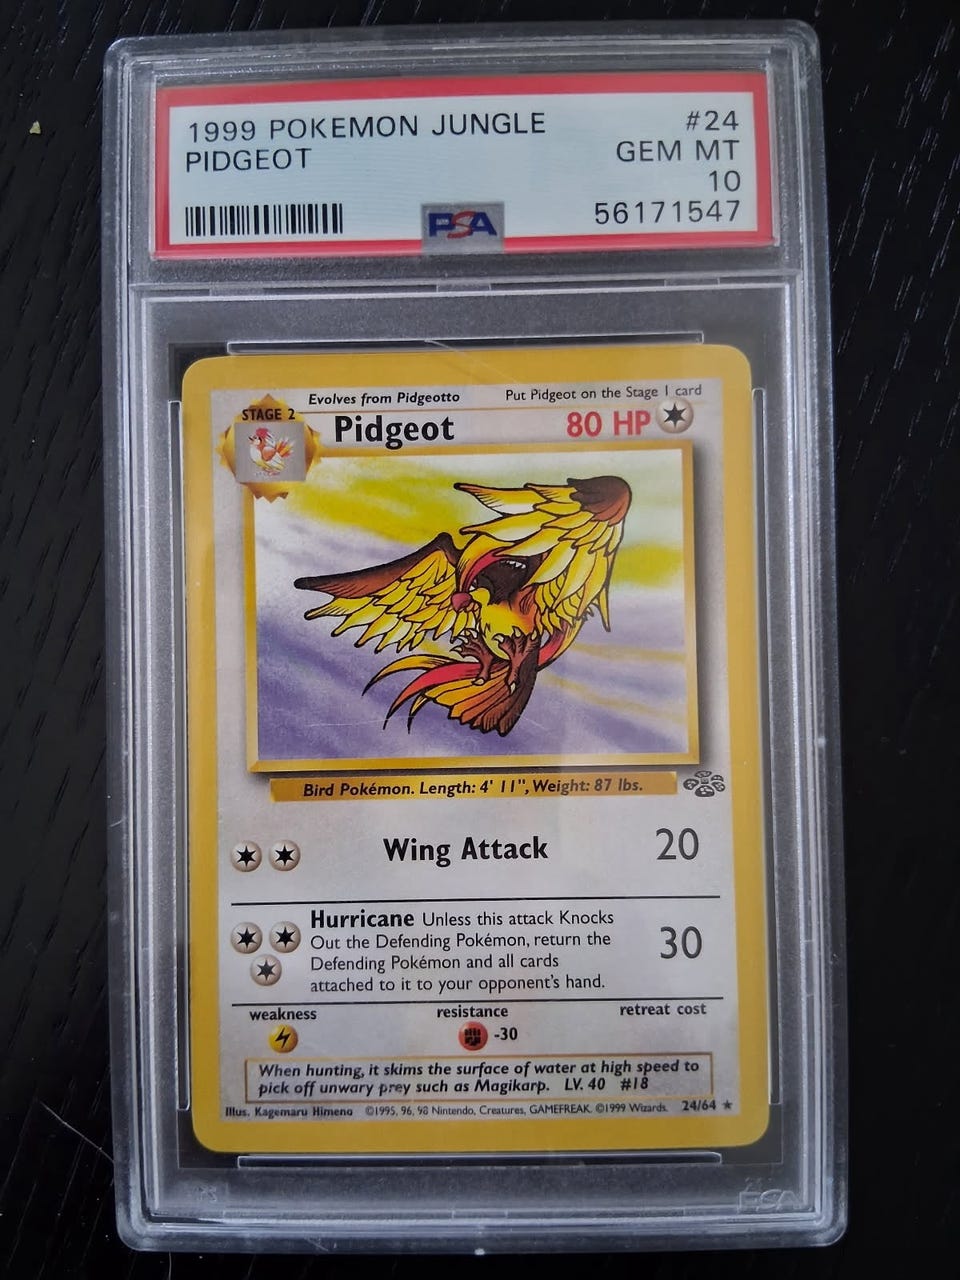 1999 POKEMON JUNGLE #24
PIDGEOT GEM MT
10
PSA 56171547
Evolves from Pidgeotto Put Pidgeot on the Stage 1 card
STAGE 2
Pidgeot 80 HP
Bird Pokémon. Length: 4' 11", Weight: 87 lbs.
Wing Attack 20
Hurricane Unless this attack Knocks
Out the Defending Pokémon, return the
Defending Pokémon and all cards
attached to it to your opponent's hand.
30
weakness resistance retreat cost
-30
When hunting, it skims the surface of water at high speed to
pick off unwary prey such as Magikarp. LV. 40 #18
Illus. Kagemaru Himeno ©1995, 96, 98 Nintendo, Creatures, GAMEFREAK. ©1999 Wizards. 24/64 ★
PSA